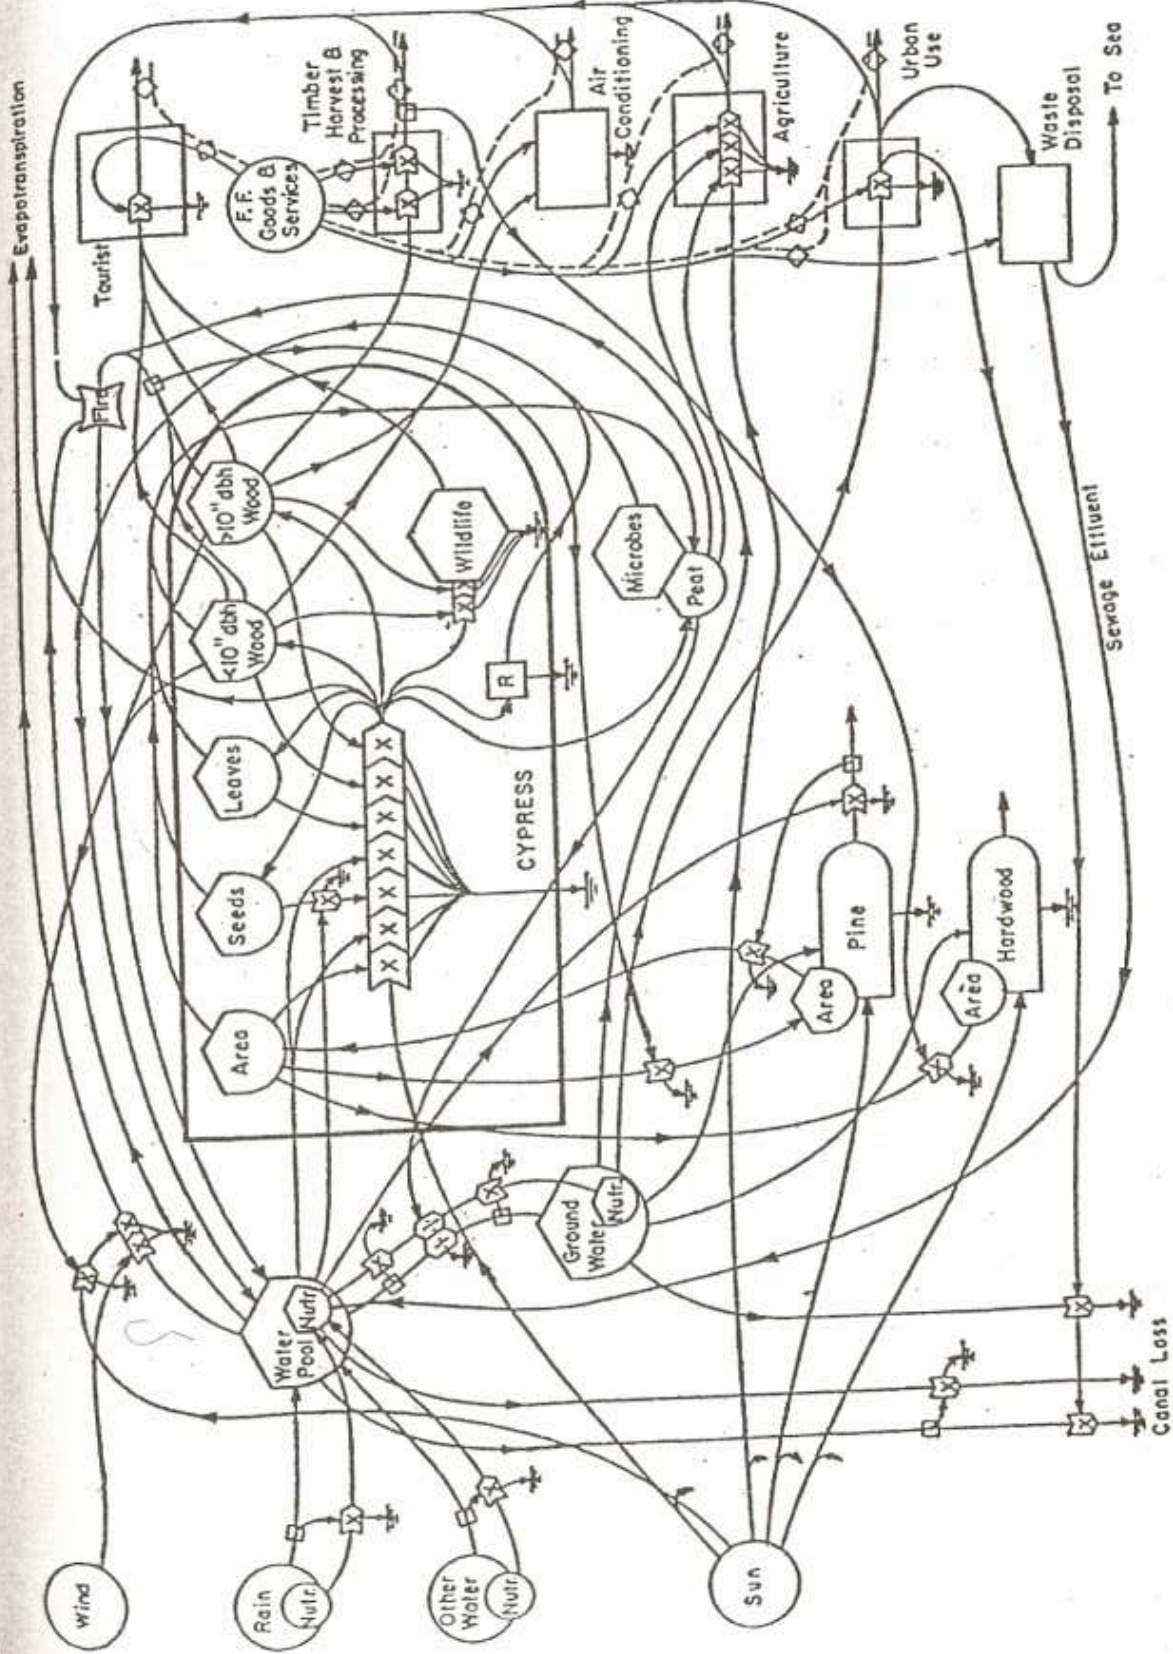 Evapotranspiration
Tourist
F. F.
Goods &
Services
Timber
Harvest &
Processing
Air
Conditioning
Agriculture
Urban
Use
Waste
Disposal
To Sea
Fire
>10" dbh
Wood
<10" dbh
Wood
Leaves
Seeds
Area
Wildlife
Microbes
Peat
R
CYPRESS
X
X
X
X
X
X
X
Sewage Effluent
Pine
Area
Hardwood
Area
Ground
Water
Nutr.
Water
Pool
Nutr.
Wind
Rain
Nutr.
Other
Water
Nutr.
Sun
Canal Loss